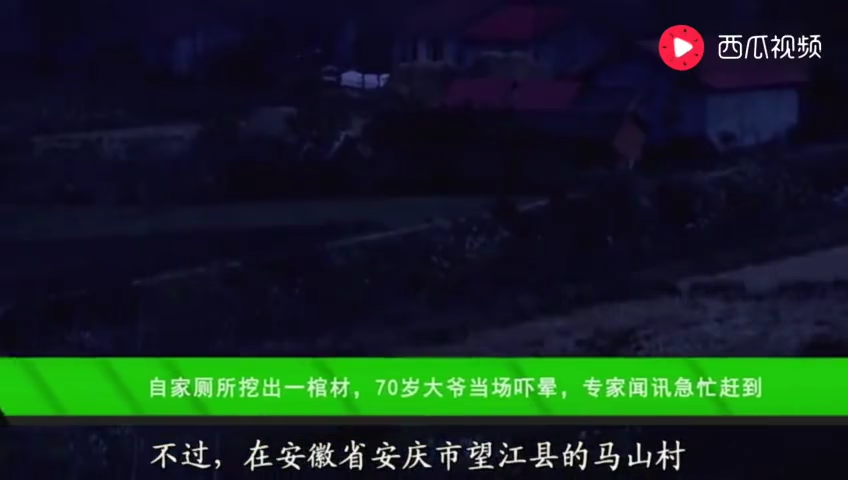 西瓜视频
自家厕所挖出一棺材，70岁大爷当场吓晕，专家闻讯急忙赶到
不过，在安徽省安庆市望江县的马山村